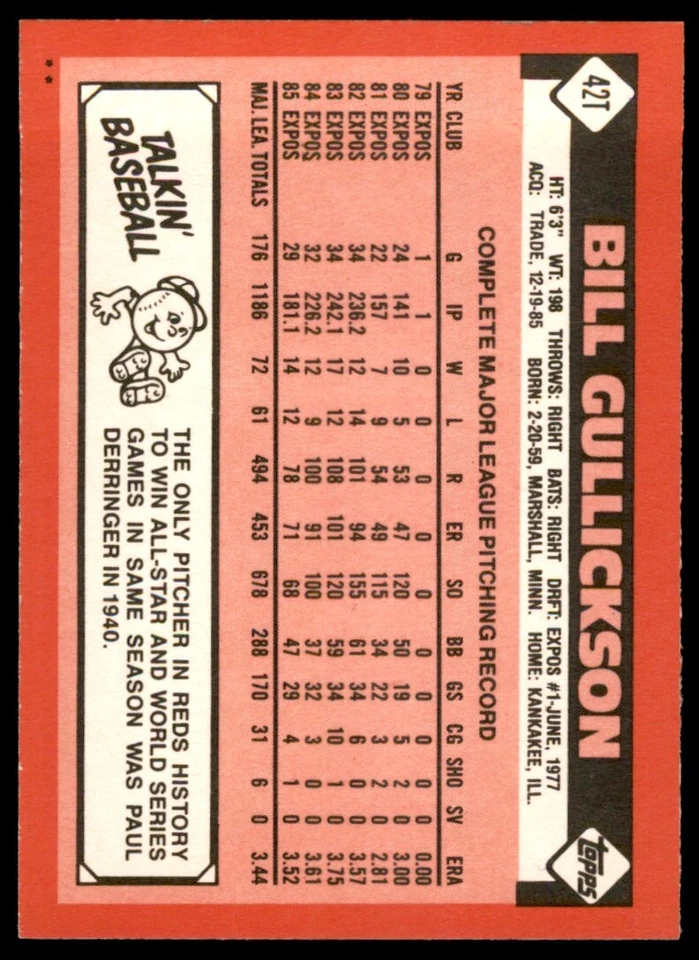 42T
BILL GULLICKSON
topps
HT: 6'3" WT: 198 THROWS: RIGHT BATS: RIGHT DRFT: EXPOS #1-JUNE, 1977
ACQ: TRADE, 12-19-85 BORN: 2-20-59, MARSHALL, MINN. HOME: KANKAKEE, ILL.
COMPLETE MAJOR LEAGUE PITCHING RECORD
YR CLUB G IP W L R ER SO BB GS CG SHO SV ERA
79 EXPOS 1 1 0 0 0 0 0 0 0 0 0 0 0.00
80 EXPOS 24 141 10 5 53 47 120 50 19 5 2 0 3.00
81 EXPOS 22 157 7 9 54 49 115 34 22 3 2 0 2.81
82 EXPOS 34 236.2 12 14 101 94 155 61 34 6 0 0 3.57
83 EXPOS 34 242.1 17 12 108 101 120 59 34 10 1 0 3.75
84 EXPOS 32 226.2 12 9 100 91 100 37 32 3 0 0 3.61
85 EXPOS 29 181.1 14 12 78 71 68 47 29 4 1 0 3.52
MAJ. LEA. TOTALS 176 1186 72 61 494 453 678 288 170 31 6 0 3.44
TALKIN'
BASEBALL
THE ONLY PITCHER IN REDS HISTORY
TO WIN ALL-STAR AND WORLD SERIES
GAMES IN SAME SEASON WAS PAUL
DERRINGER IN 1940.
**